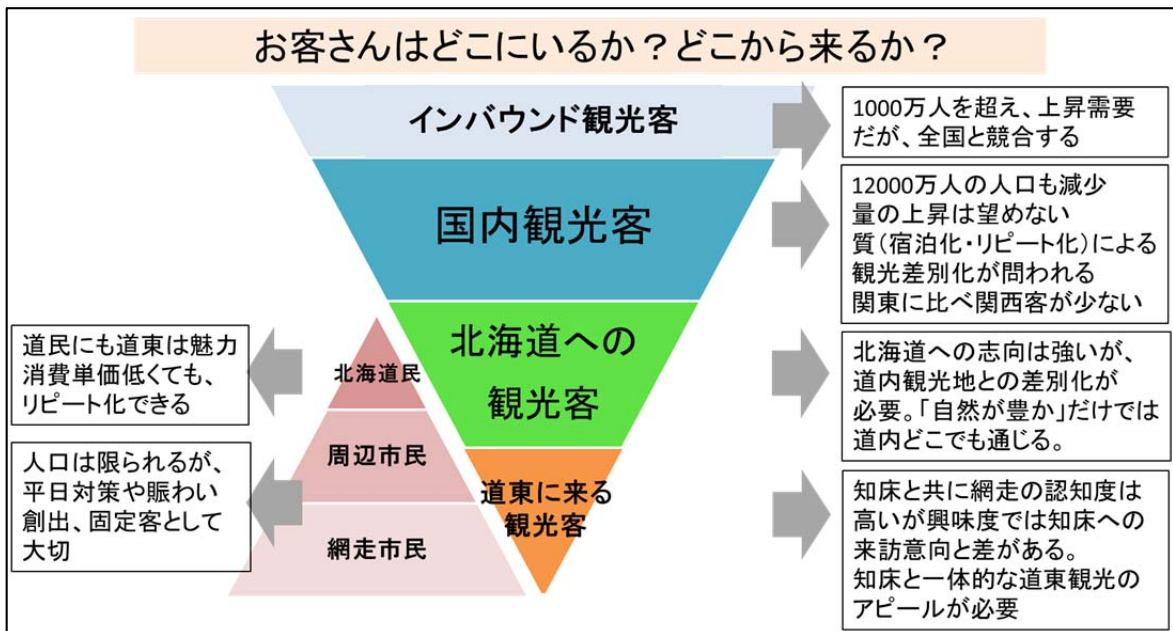 お客さんはどこにいるか？どこから来るか？
インバウンド観光客
1000万人を超え、上昇需要
だが、全国と競合する
国内観光客
12000万人の人口も減少
量の上昇は望めない
質（宿泊化・リピート化）による
観光差別化が問われる
関東に比べ関西客が少ない
道民にも道東は魅力
消費単価低くても、
リピート化できる
北海道民
北海道への
観光客
北海道への志向は強いが、
道内観光地との差別化が
必要。「自然が豊か」だけでは
道内どこでも通じる。
人口は限られるが、
平日対策や賑わい
創出、固定客として
大切
周辺市民
網走市民
道東に来る
観光客
知床と共に網走の認知度は
高いが興味度では知床への
来訪意向と差がある。
知床と一体的な道東観光の
アピールが必要